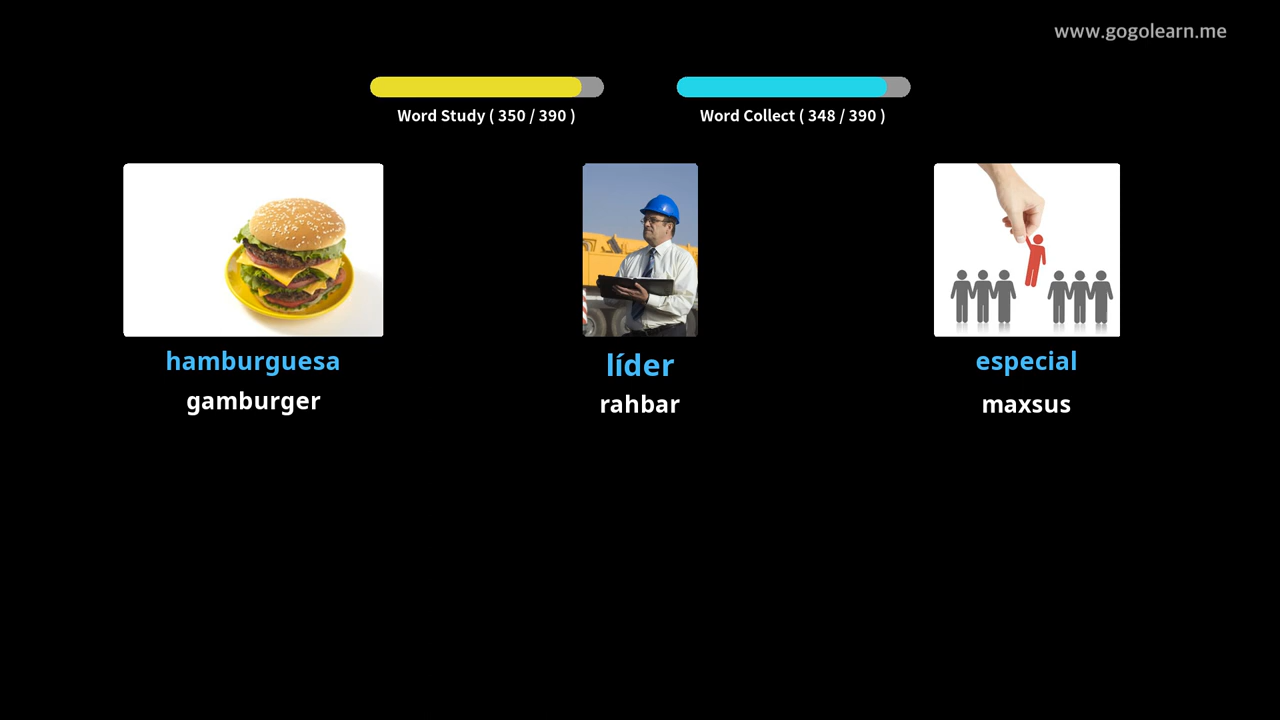 www.gogolearn.me
Word Study ( 350 / 390 )
Word Collect ( 348 / 390 )
hamburguesa
gamburger
líder
rahbar
especial
maxsus